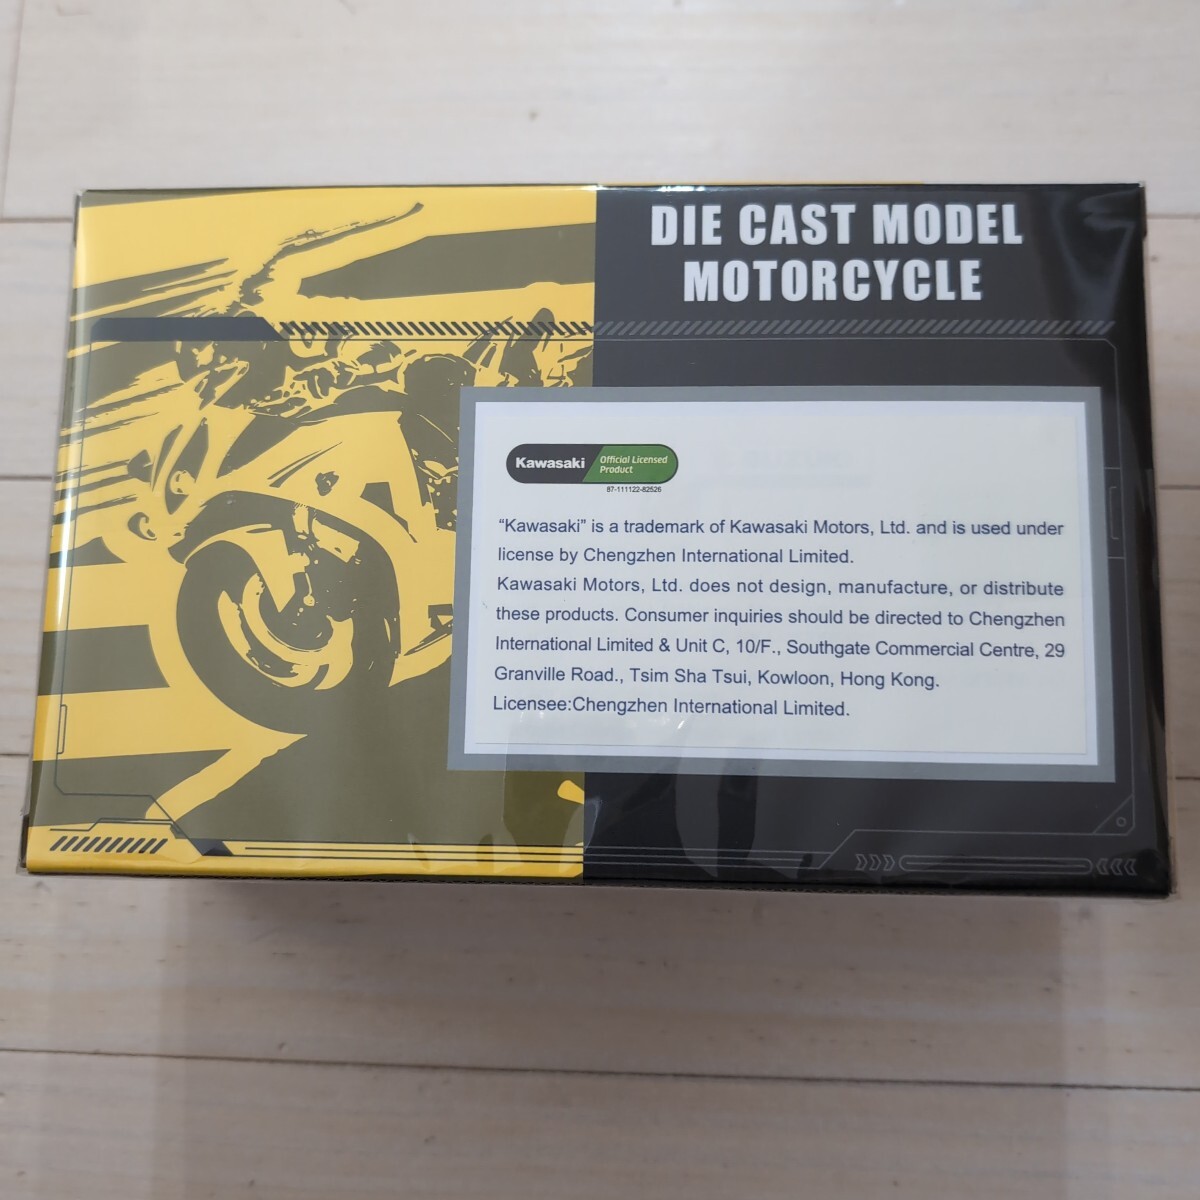 DIE CAST MODEL
MOTORCYCLE
Kawasaki
Official Licensed
Product
87-111122-82526
“Kawasaki” is a trademark of Kawasaki Motors, Ltd. and is used under
license by Chengzhen International Limited.
Kawasaki Motors, Ltd. does not design, manufacture, or distribute
these products. Consumer inquiries should be directed to Chengzhen
International Limited & Unit C, 10/F., Southgate Commercial Centre, 29
Granville Road., Tsim Sha Tsui, Kowloon, Hong Kong.
Licensee:Chengzhen International Limited.